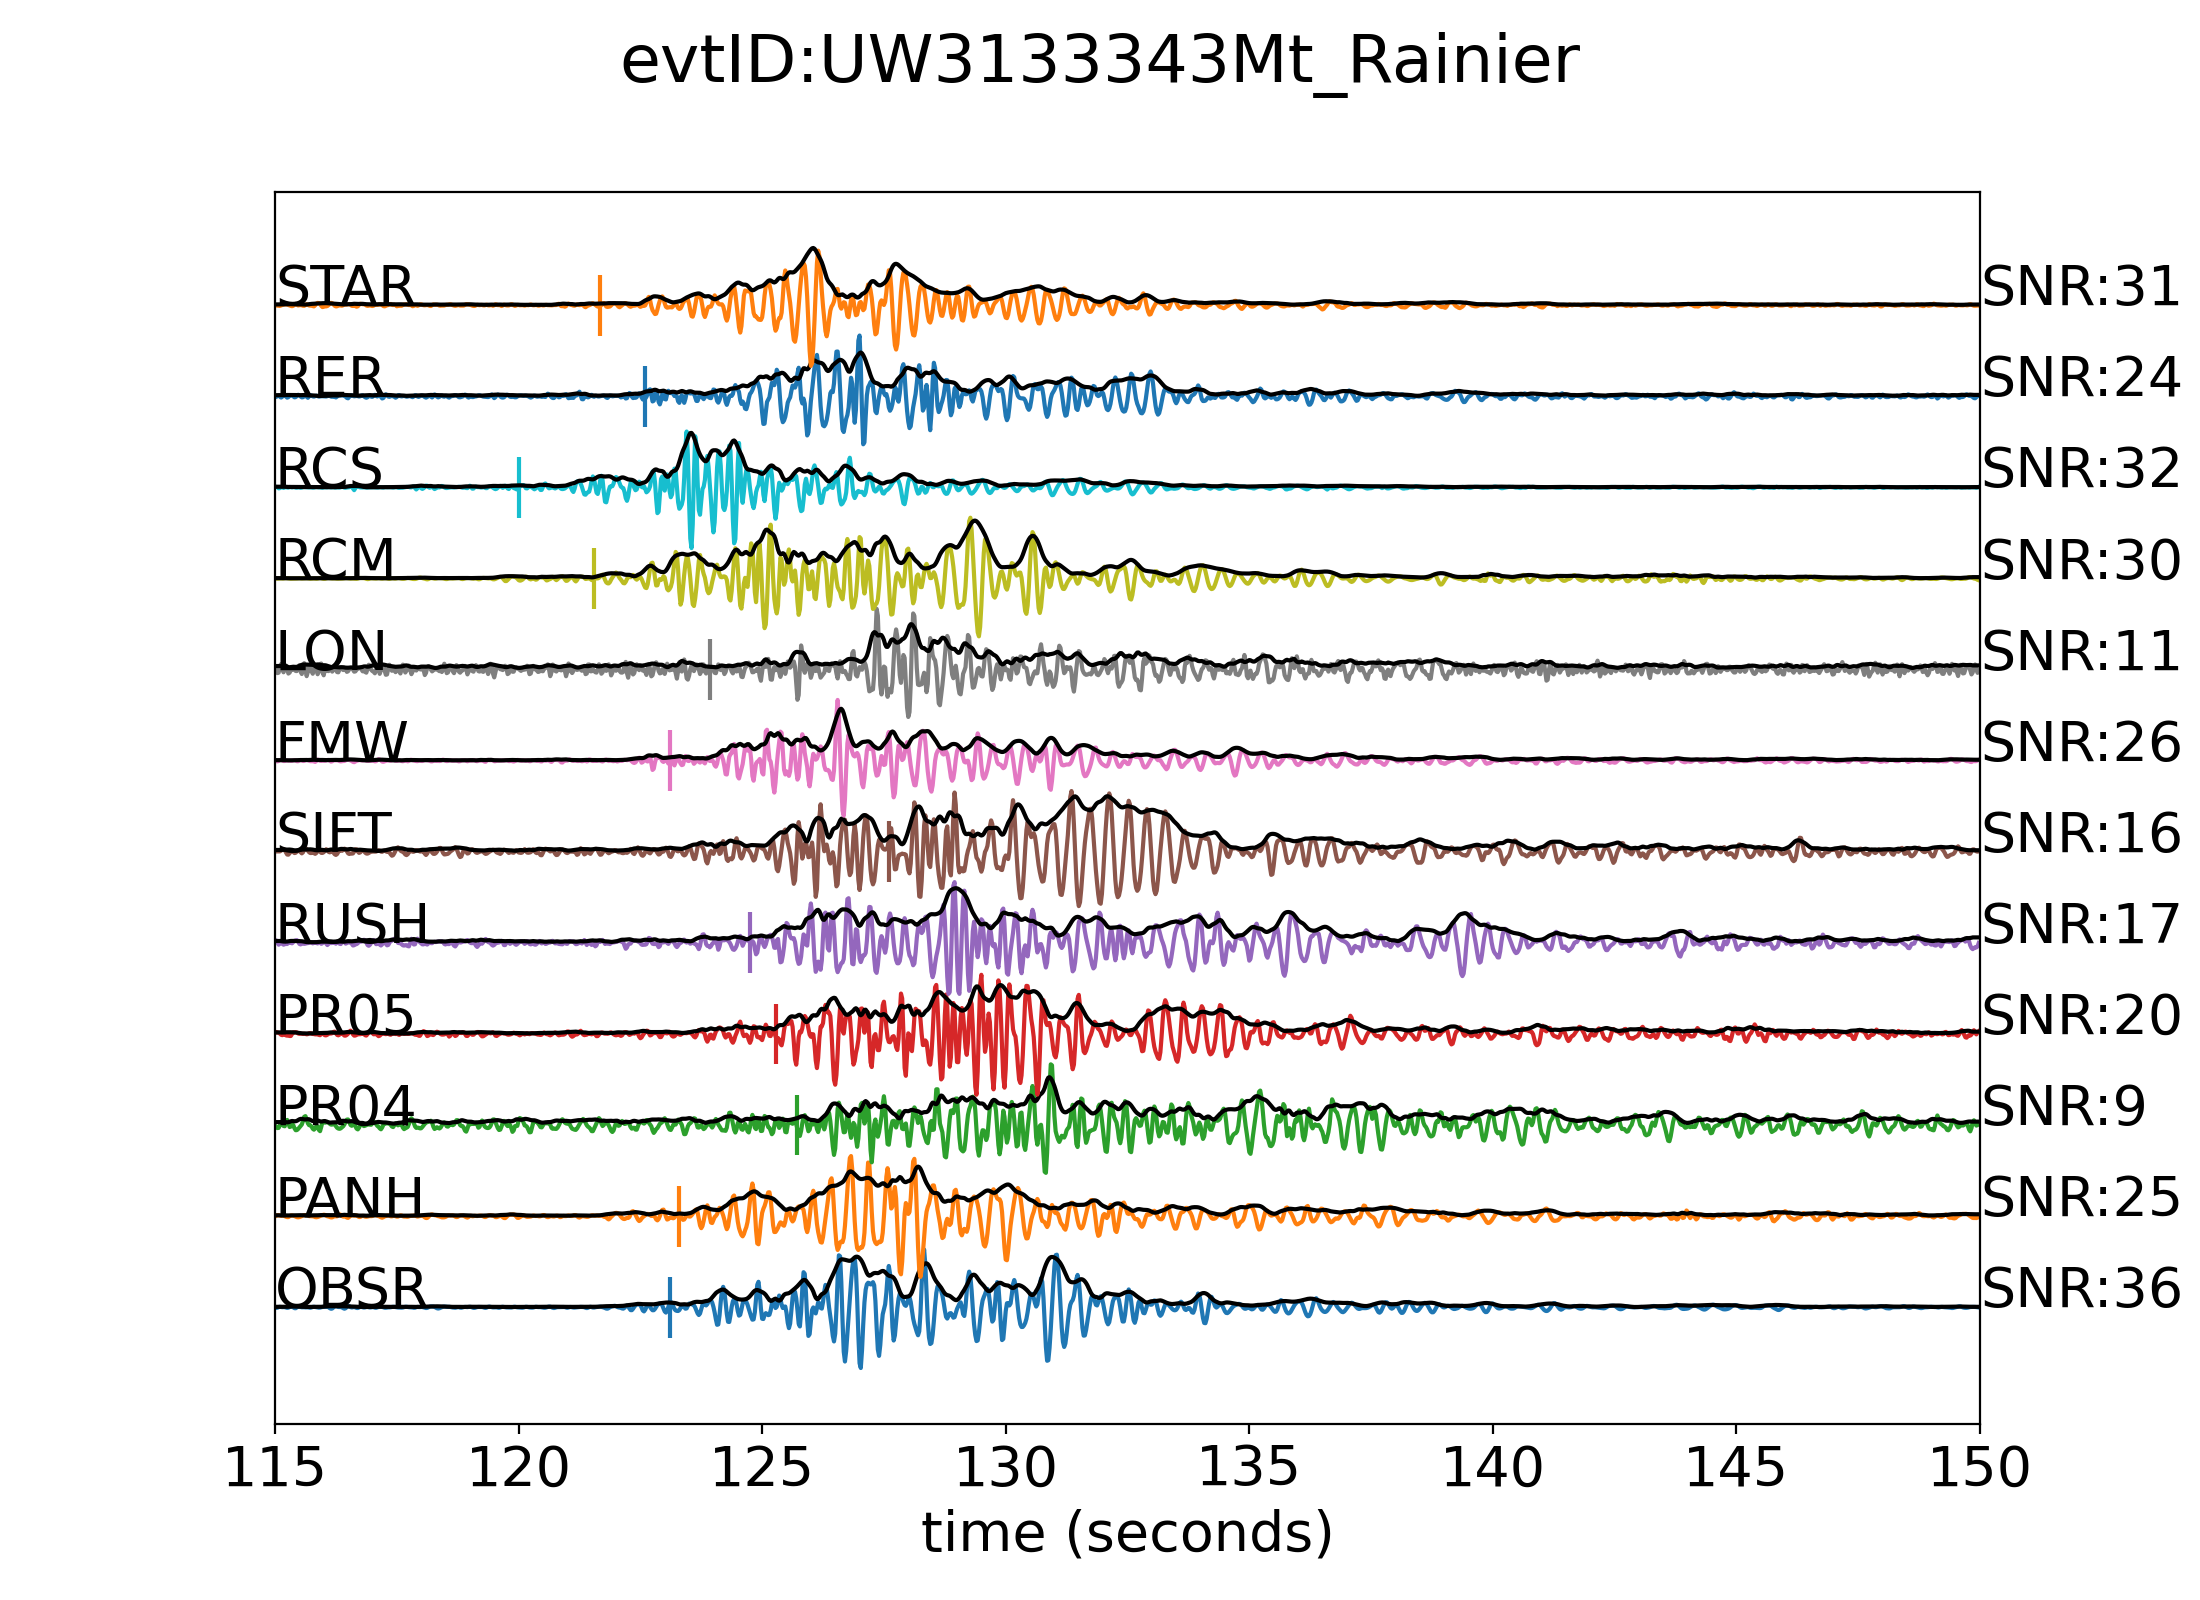 evtID:UW3133343Mt_Rainier
STAR SNR:31
RER SNR:24
RCS SNR:32
RCM SNR:30
LON SNR:11
FMW SNR:26
SIFT SNR:16
RUSH SNR:17
PR05 SNR:20
PR04 SNR:9
PANH SNR:25
OBSR SNR:36
115 120 125 130 135 140 145 150
time (seconds)